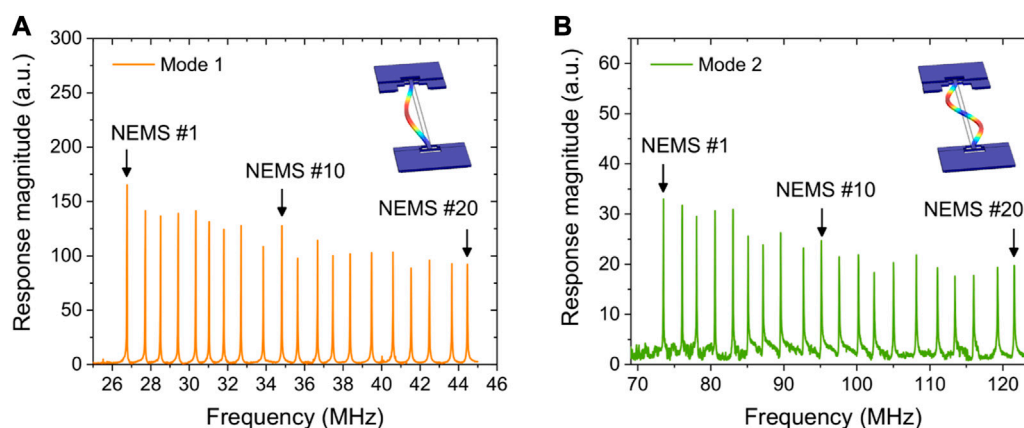 A
Response magnitude (a.u.)
300
250
200
150
100
50
0
Mode 1
NEMS #1
NEMS #10
NEMS #20
26 28 30 32 34 36 38 40 42 44 46
Frequency (MHz)
B
Response magnitude (a.u.)
60
50
40
30
20
10
0
Mode 2
NEMS #1
NEMS #10
NEMS #20
70 80 90 100 110 120
Frequency (MHz)